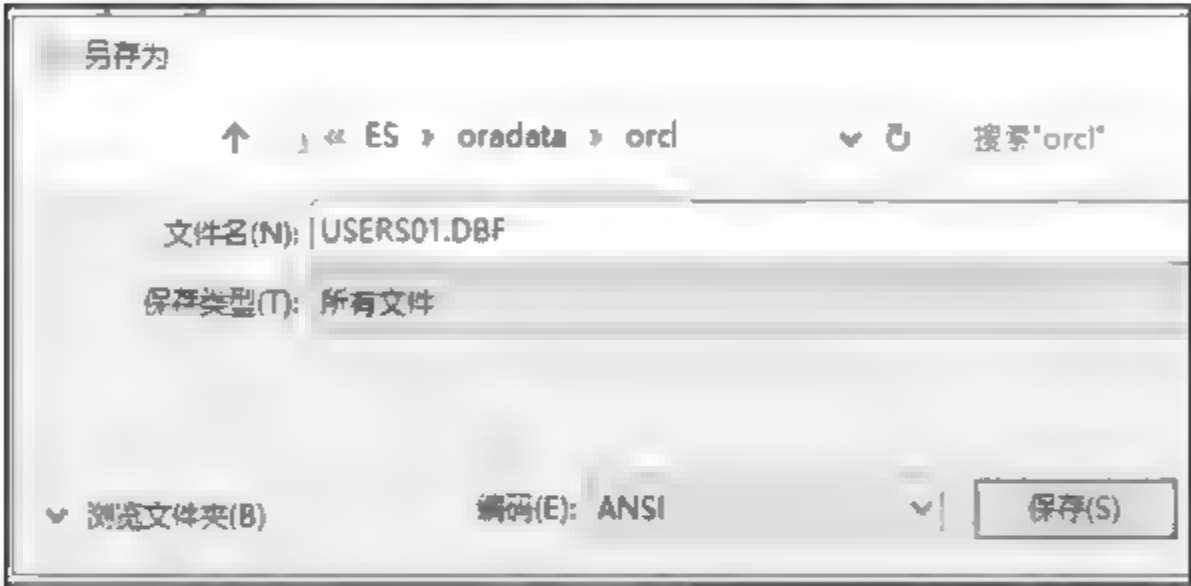 另存为
« ES › oradata › orcl
搜索"orcl"
文件名(N): USERS01.DBF
保存类型(T): 所有文件
浏览文件夹(B)
编码(E): ANSI
保存(S)